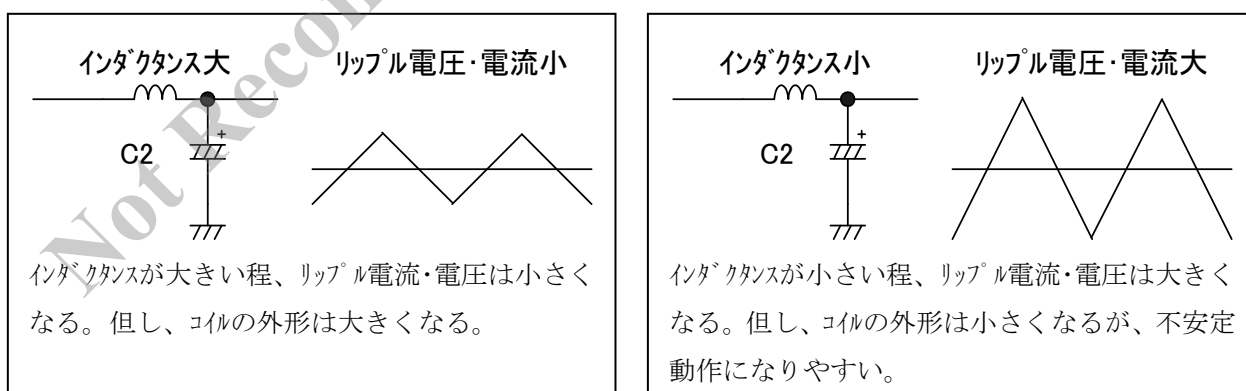 インダクタンス大 リップル電圧・電流小
+
C2
インダクタンスが大きい程、リップル電流・電圧は小さく
なる。但し、コイルの外形は大きくなる。
インダクタンス小 リップル電圧・電流大
+
C2
インダクタンスが小さい程、リップル電流・電圧は大きく
なる。但し、コイルの外形は小さくなるが、不安定
動作になりやすい。
Not Recom